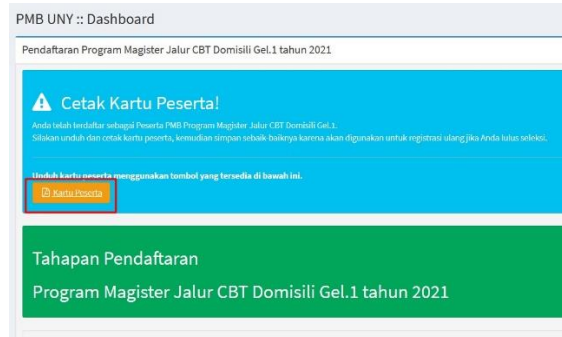 PMB UNY :: Dashboard
Pendaftaran Program Magister Jalur CBT Domisili Gel.1 tahun 2021
Cetak Kartu Peserta!
Anda telah terdaftar sebagai Peserta PMB Program Magister Jalur CBT Domisili Gel.1.
Silakan unduh dan cetak kartu peserta, kemudian simpan sebaik-baiknya karena akan digunakan untuk registrasi ulang jika Anda lulus seleksi.
Unduh kartu peserta menggunakan tombol yang tersedia di bawah ini.
Kartu Peserta
Tahapan Pendaftaran
Program Magister Jalur CBT Domisili Gel.1 tahun 2021